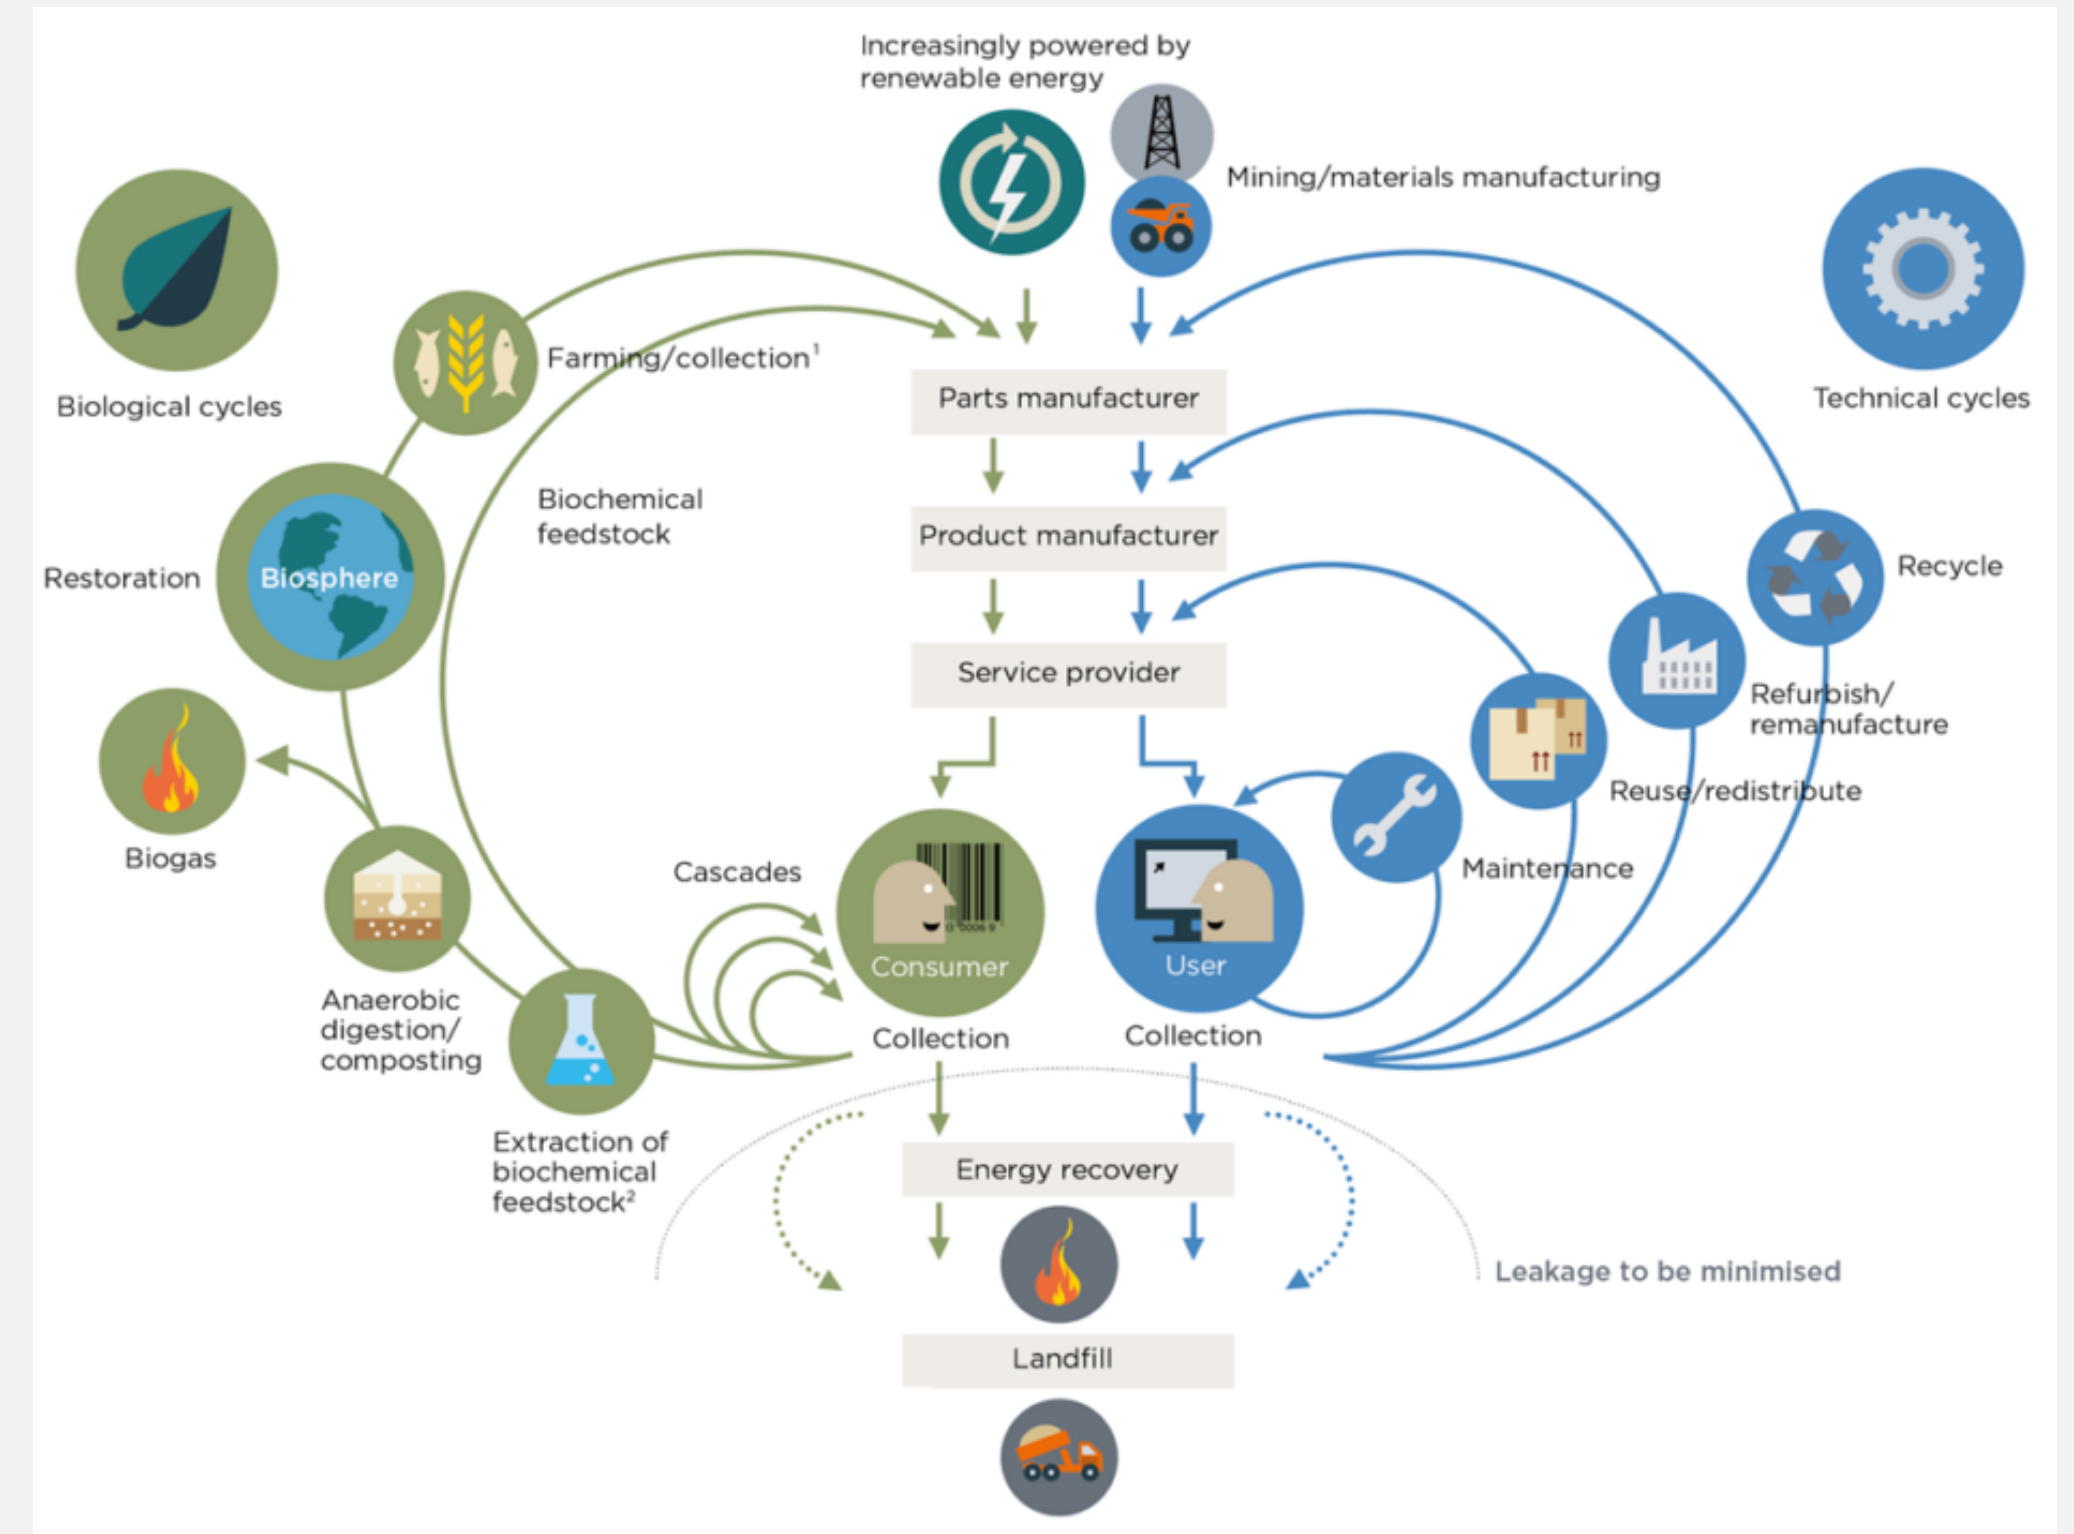 Increasingly powered by
renewable energy
Mining/materials manufacturing
Biological cycles
Technical cycles
Farming/collection¹
Parts manufacturer
Biochemical
feedstock
Product manufacturer
Restoration
Biosphere
Recycle
Service provider
Refurbish/
remanufacture
Reuse/redistribute
Biogas
Maintenance
Cascades
Consumer
User
Collection
Collection
Anaerobic
digestion/
composting
Extraction of
biochemical
feedstock²
Energy recovery
Leakage to be minimised
Landfill